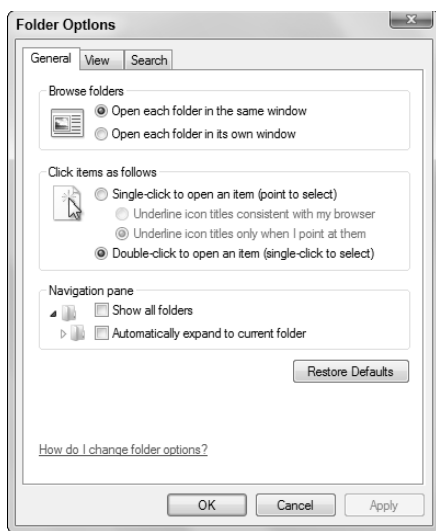 Folder Options
General View Search
Browse folders
Open each folder in the same window
Open each folder in its own window
Click items as follows
Single-click to open an item (point to select)
Underline icon titles consistent with my browser
Underline icon titles only when I point at them
Double-click to open an item (single-click to select)
Navigation pane
Show all folders
Automatically expand to current folder
Restore Defaults
How do I change folder options?
OK Cancel Apply